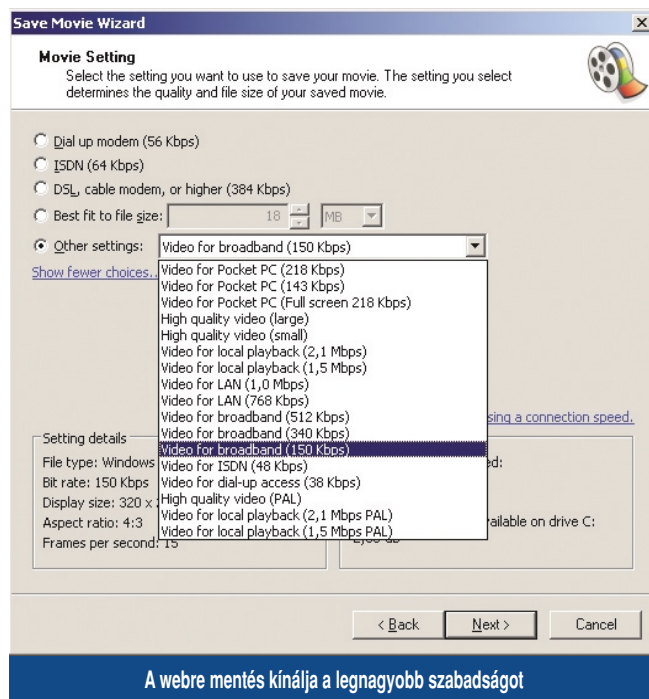 Save Movie Wizard
Movie Setting
Select the setting you want to use to save your movie. The setting you select
determines the quality and file size of your saved movie.
Dial up modem (56 Kbps)
ISDN (64 Kbps)
DSL, cable modem, or higher (384 Kbps)
Best fit to file size: 18 MB
Other settings: Video for broadband (150 Kbps)
Show fewer choices..
Video for Pocket PC (218 Kbps)
Video for Pocket PC (143 Kbps)
Video for Pocket PC (Full screen 218 Kbps)
High quality video (large)
High quality video (small)
Video for local playback (2,1 Mbps)
Video for local playback (1,5 Mbps)
Video for LAN (1,0 Mbps)
Video for LAN (768 Kbps)
Video for broadband (512 Kbps)
Video for broadband (340 Kbps)
Video for broadband (150 Kbps)
Video for ISDN (48 Kbps)
Video for dial-up access (38 Kbps)
High quality video (PAL)
Video for local playback (2,1 Mbps PAL)
Video for local playback (1,5 Mbps PAL)
sing a connection speed.
Setting details
File type: Windows
Bit rate: 150 Kbps
Display size: 320 x
Aspect ratio: 4:3
Frames per second: 15
ed:
vailable on drive C:
< Back Next > Cancel
A webre mentés kínálja a legnagyobb szabadságot